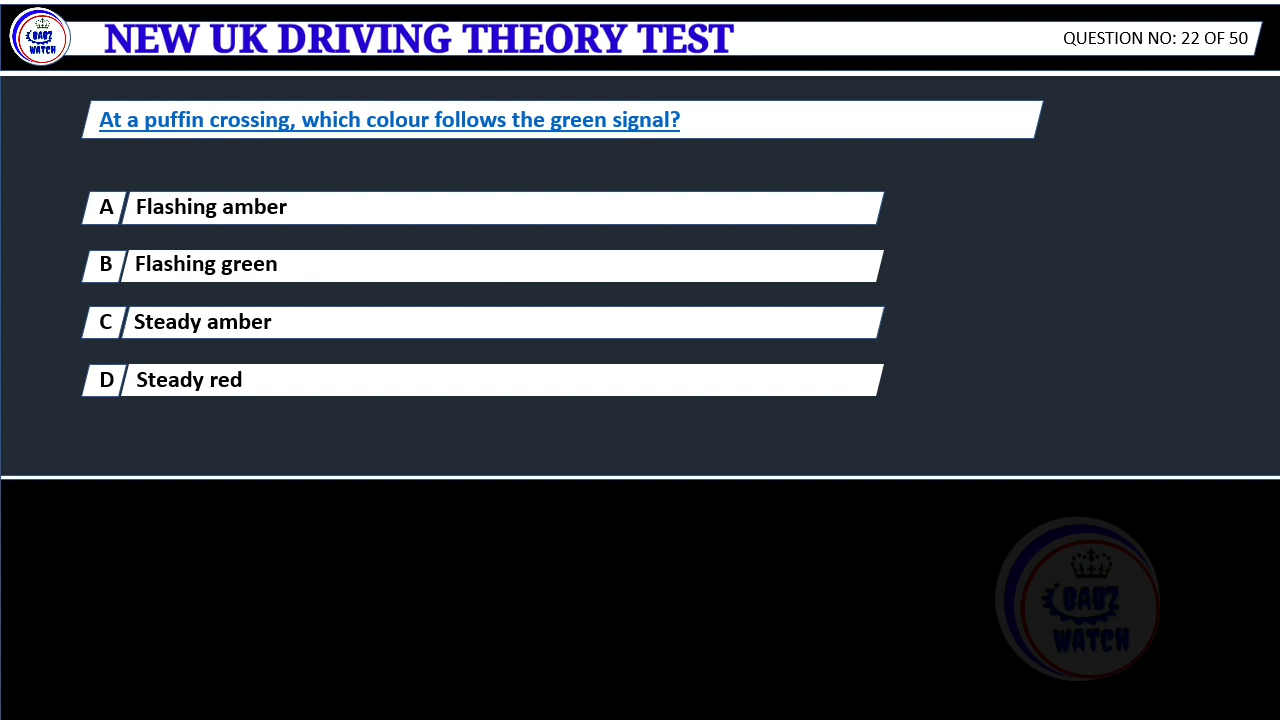 BABZ
WATCH
NEW UK DRIVING THEORY TEST
QUESTION NO: 22 OF 50
At a puffin crossing, which colour follows the green signal?
A Flashing amber
B Flashing green
C Steady amber
D Steady red
BABZ
WATCH